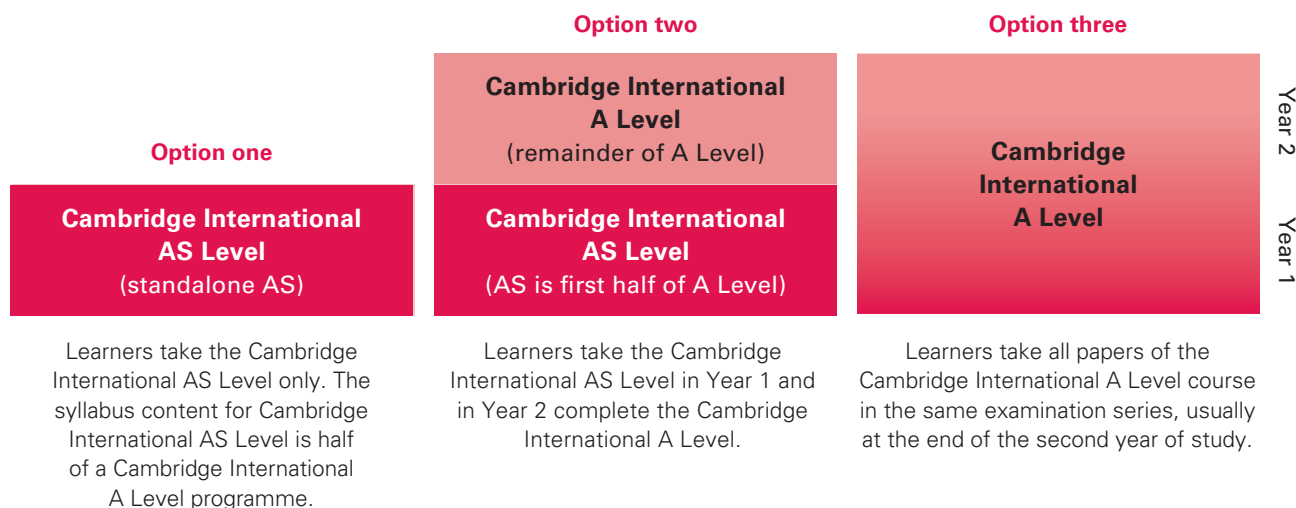 Option one
Cambridge International
AS Level
(standalone AS)
Learners take the Cambridge
International AS Level only. The
syllabus content for Cambridge
International AS Level is half
of a Cambridge International
A Level programme.
Option two
Cambridge International
A Level
(remainder of A Level)
Cambridge International
AS Level
(AS is first half of A Level)
Learners take the Cambridge
International AS Level in Year 1 and
in Year 2 complete the Cambridge
International A Level.
Option three
Cambridge
International
A Level
Learners take all papers of the
Cambridge International A Level course
in the same examination series, usually
at the end of the second year of study.
Year 2
Year 1